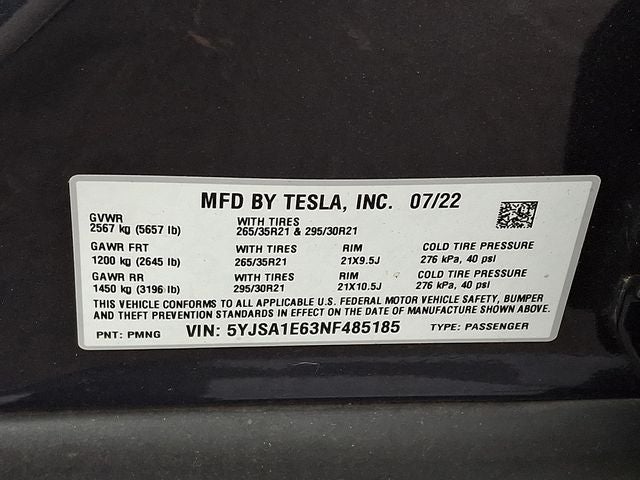 MFD BY TESLA, INC. 07/22
GVWR
2567 kg (5657 lb)
WITH TIRES
265/35R21 & 295/30R21
GAWR FRT
1200 kg (2645 lb)
WITH TIRES
265/35R21
RIM
21X9.5J
COLD TIRE PRESSURE
276 kPa, 40 psi
GAWR RR
1450 kg (3196 lb)
WITH TIRES
295/30R21
RIM
21X10.5J
COLD TIRE PRESSURE
276 kPa, 40 psi
THIS VEHICLE CONFORMS TO ALL APPLICABLE U.S. FEDERAL MOTOR VEHICLE SAFETY, BUMPER
AND THEFT PREVENTION STANDARDS IN EFFECT ON THE DATE OF MANUFACTURE SHOWN ABOVE.
PNT: PMNG VIN: 5YJSA1E63NF485185 TYPE: PASSENGER